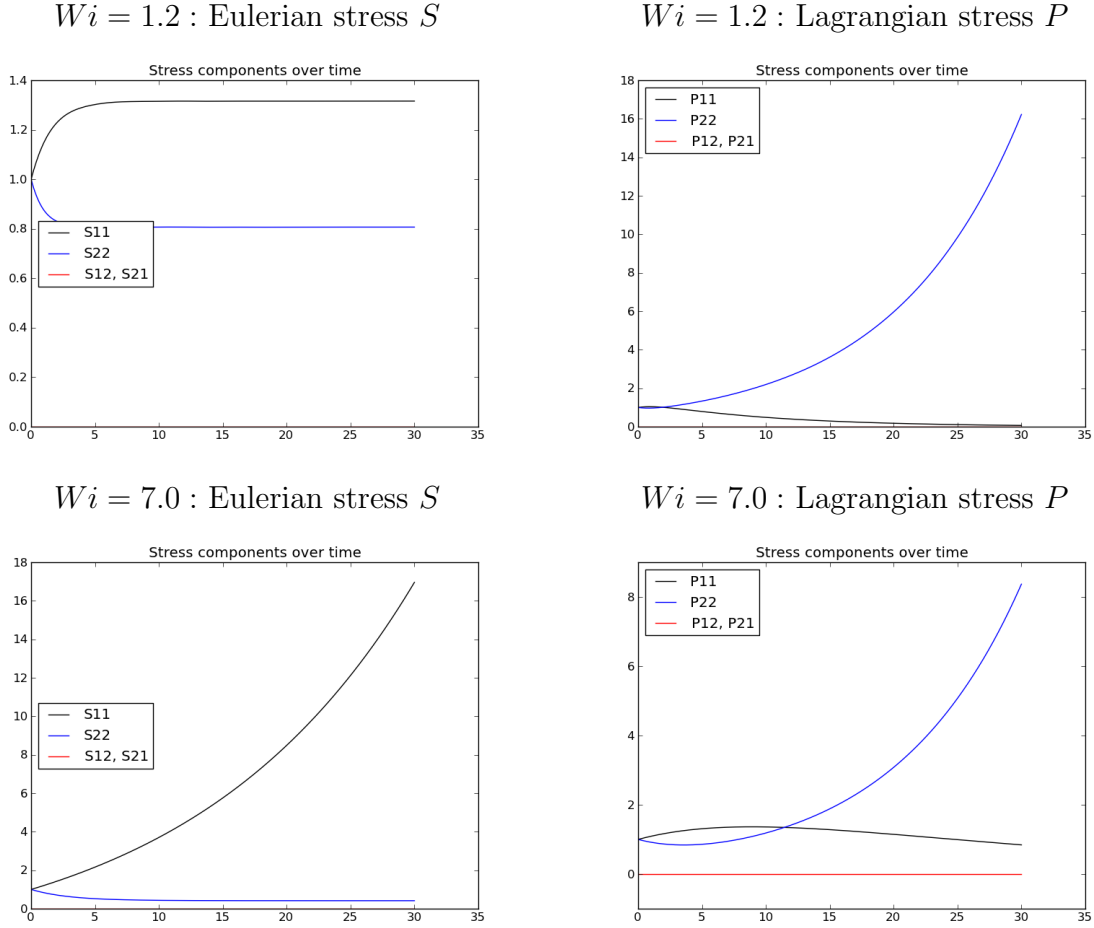 Wi = 1.2 : Eulerian stress S
Stress components over time
1.4
1.2
1.0
0.8
0.6
0.4
0.2
0.0
S11
S22
S12, S21
0 5 10 15 20 25 30 35
Wi = 1.2 : Lagrangian stress P
Stress components over time
18
16
14
12
10
8
6
4
2
0
P11
P22
P12, P21
0 5 10 15 20 25 30 35
Wi = 7.0 : Eulerian stress S
Stress components over time
18
16
14
12
10
8
6
4
2
0
S11
S22
S12, S21
0 5 10 15 20 25 30 35
Wi = 7.0 : Lagrangian stress P
Stress components over time
8
6
4
2
0
P11
P22
P12, P21
0 5 10 15 20 25 30 35